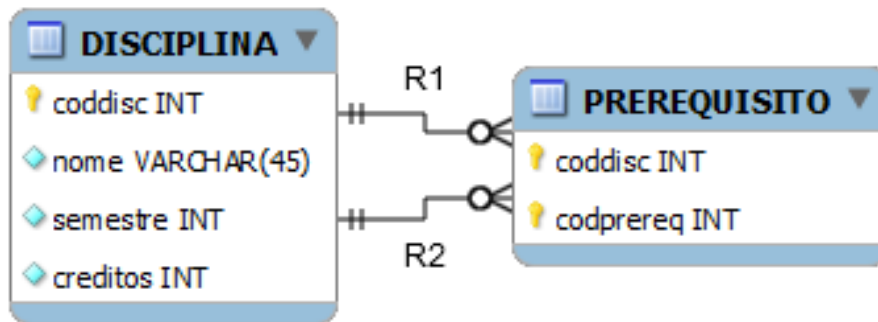 DISCIPLINA
coddisc INT
nome VARCHAR(45)
semestre INT
creditos INT
R1
R2
PREREQUISITO
coddisc INT
codprereq INT